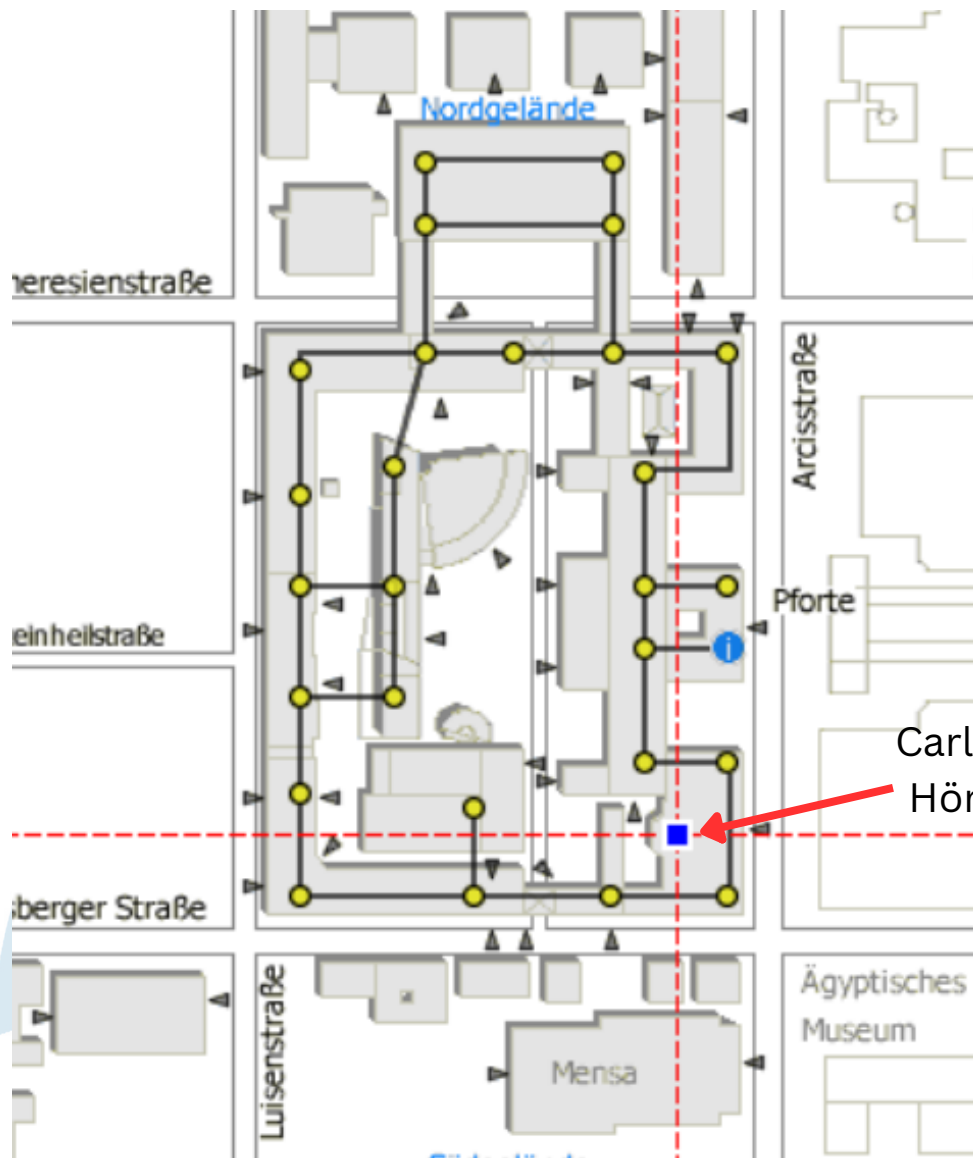 Nordgelände
heresienstraße
Arcisstraße
Pforte
i
einheilstraße
Carl
Hör
sberger Straße
Luisenstraße
Ägyptisches
Museum
Mensa